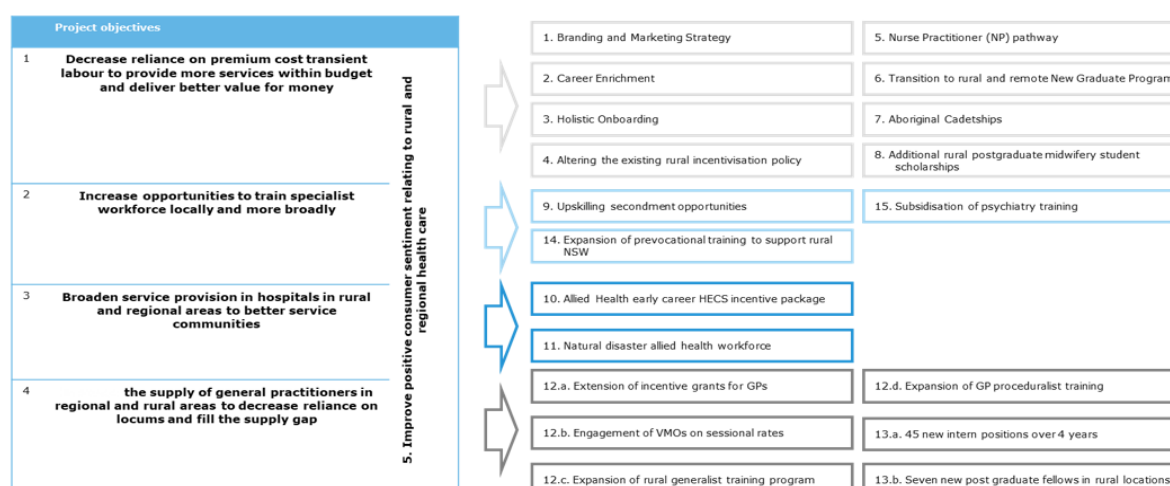 Project objectives
1
Decrease reliance on premium cost transient
labour to provide more services within budget
and deliver better value for money
2
Increase opportunities to train specialist
workforce locally and more broadly
3
Broaden service provision in hospitals in rural
and regional areas to better service
communities
4
the supply of general practitioners in
regional and rural areas to decrease reliance on
locums and fill the supply gap
5. Improve positive consumer sentiment relating to rural and
regional health care
1. Branding and Marketing Strategy
5. Nurse Practitioner (NP) pathway
2. Career Enrichment
6. Transition to rural and remote New Graduate Program
3. Holistic Onboarding
7. Aboriginal Cadetships
4. Altering the existing rural incentivisation policy
8. Additional rural postgraduate midwifery student
scholarships
9. Upskilling secondment opportunities
15. Subsidisation of psychiatry training
14. Expansion of prevocational training to support rural
NSW
10. Allied Health early career HECS incentive package
11. Natural disaster allied health workforce
12.a. Extension of incentive grants for GPs
12.d. Expansion of GP proceduralist training
12.b. Engagement of VMOs on sessional rates
13.a. 45 new intern positions over 4 years
12.c. Expansion of rural generalist training program
13.b. Seven new post graduate fellows in rural locations